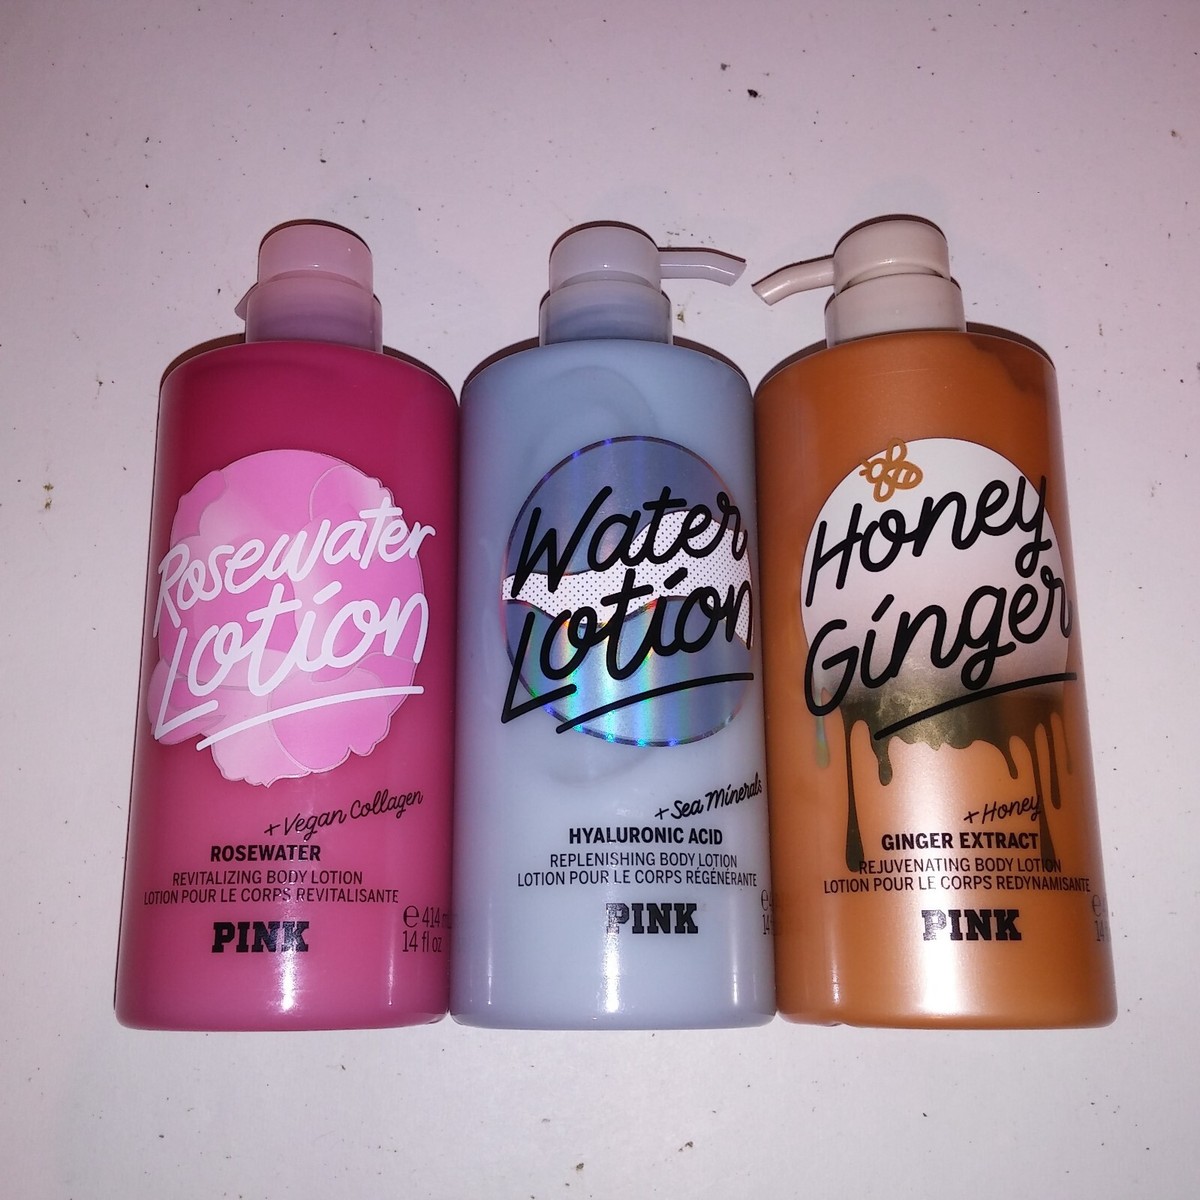 Rosewater
Lotion
+ Vegan Collagen
ROSEWATER
REVITALIZING BODY LOTION
LOTION POUR LE CORPS REVITALISANTE
PINK
℮ 414
14 fl oz
Water
Lotion
+ Sea Minerals
HYALURONIC ACID
REPLENISHING BODY LOTION
LOTION POUR LE CORPS RÉGÉNÉRANTE
PINK
Honey
Ginger
+ Honey
GINGER EXTRACT
REJUVENATING BODY LOTION
LOTION POUR LE CORPS REDYNAMISANTE
PINK